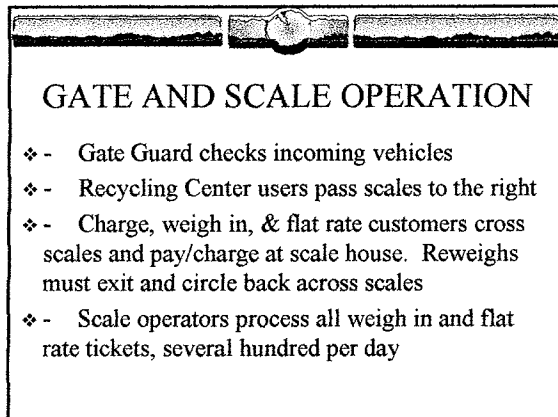 GATE AND SCALE OPERATION
❖ - Gate Guard checks incoming vehicles
❖ - Recycling Center users pass scales to the right
❖ - Charge, weigh in, & flat rate customers cross
scales and pay/charge at scale house. Reweighs
must exit and circle back across scales
❖ - Scale operators process all weigh in and flat
rate tickets, several hundred per day